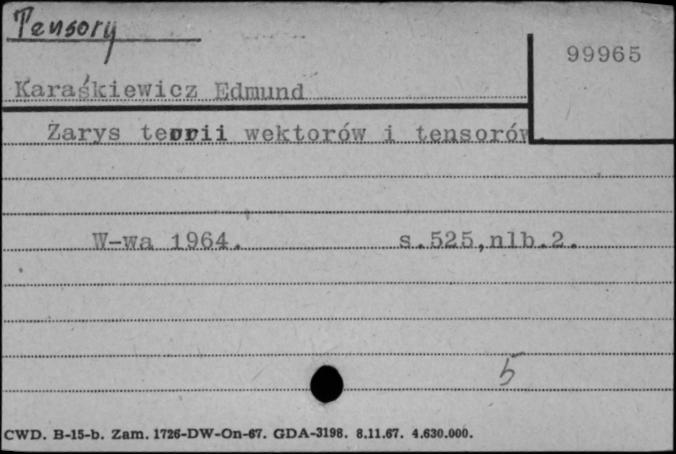 Tensory
99965
Karaśkiewicz Edmund
Zarys teorii wektorów i tensorów.
W-wa 1964. s.525,nlb.2.
5
CWD. B-15-b. Zam. 1726-DW-On-67. GDA-3198. 8.11.67. 4.630.000.